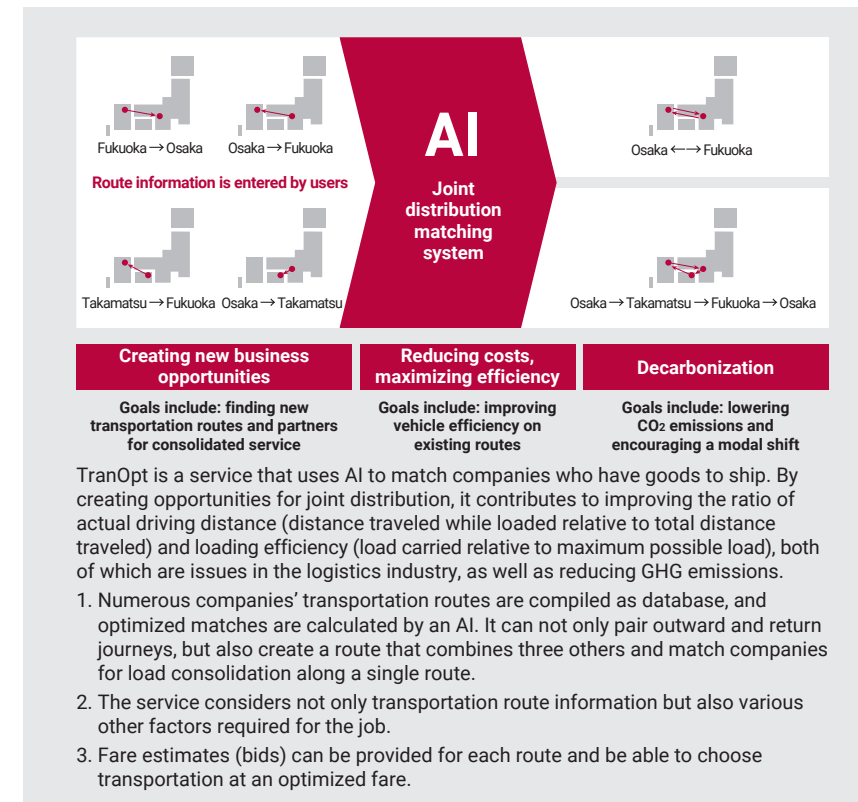 Fukuoka→Osaka
Osaka→Fukuoka
Route information is entered by users
Takamatsu→Fukuoka
Osaka→Takamatsu
AI
Joint
distribution
matching
system
Osaka ←→ Fukuoka
Osaka→Takamatsu→Fukuoka→Osaka
Creating new business
opportunities
Goals include: finding new
transportation routes and partners
for consolidated service
Reducing costs,
maximizing efficiency
Goals include: improving
vehicle efficiency on
existing routes
Decarbonization
Goals include: lowering
CO2 emissions and
encouraging a modal shift
TranOpt is a service that uses AI to match companies who have goods to ship. By
creating opportunities for joint distribution, it contributes to improving the ratio of
actual driving distance (distance traveled while loaded relative to total distance
traveled) and loading efficiency (load carried relative to maximum possible load), both
of which are issues in the logistics industry, as well as reducing GHG emissions.
1. Numerous companies’ transportation routes are compiled as database, and
optimized matches are calculated by an AI. It can not only pair outward and return
journeys, but also create a route that combines three others and match companies
for load consolidation along a single route.
2. The service considers not only transportation route information but also various
other factors required for the job.
3. Fare estimates (bids) can be provided for each route and be able to choose
transportation at an optimized fare.